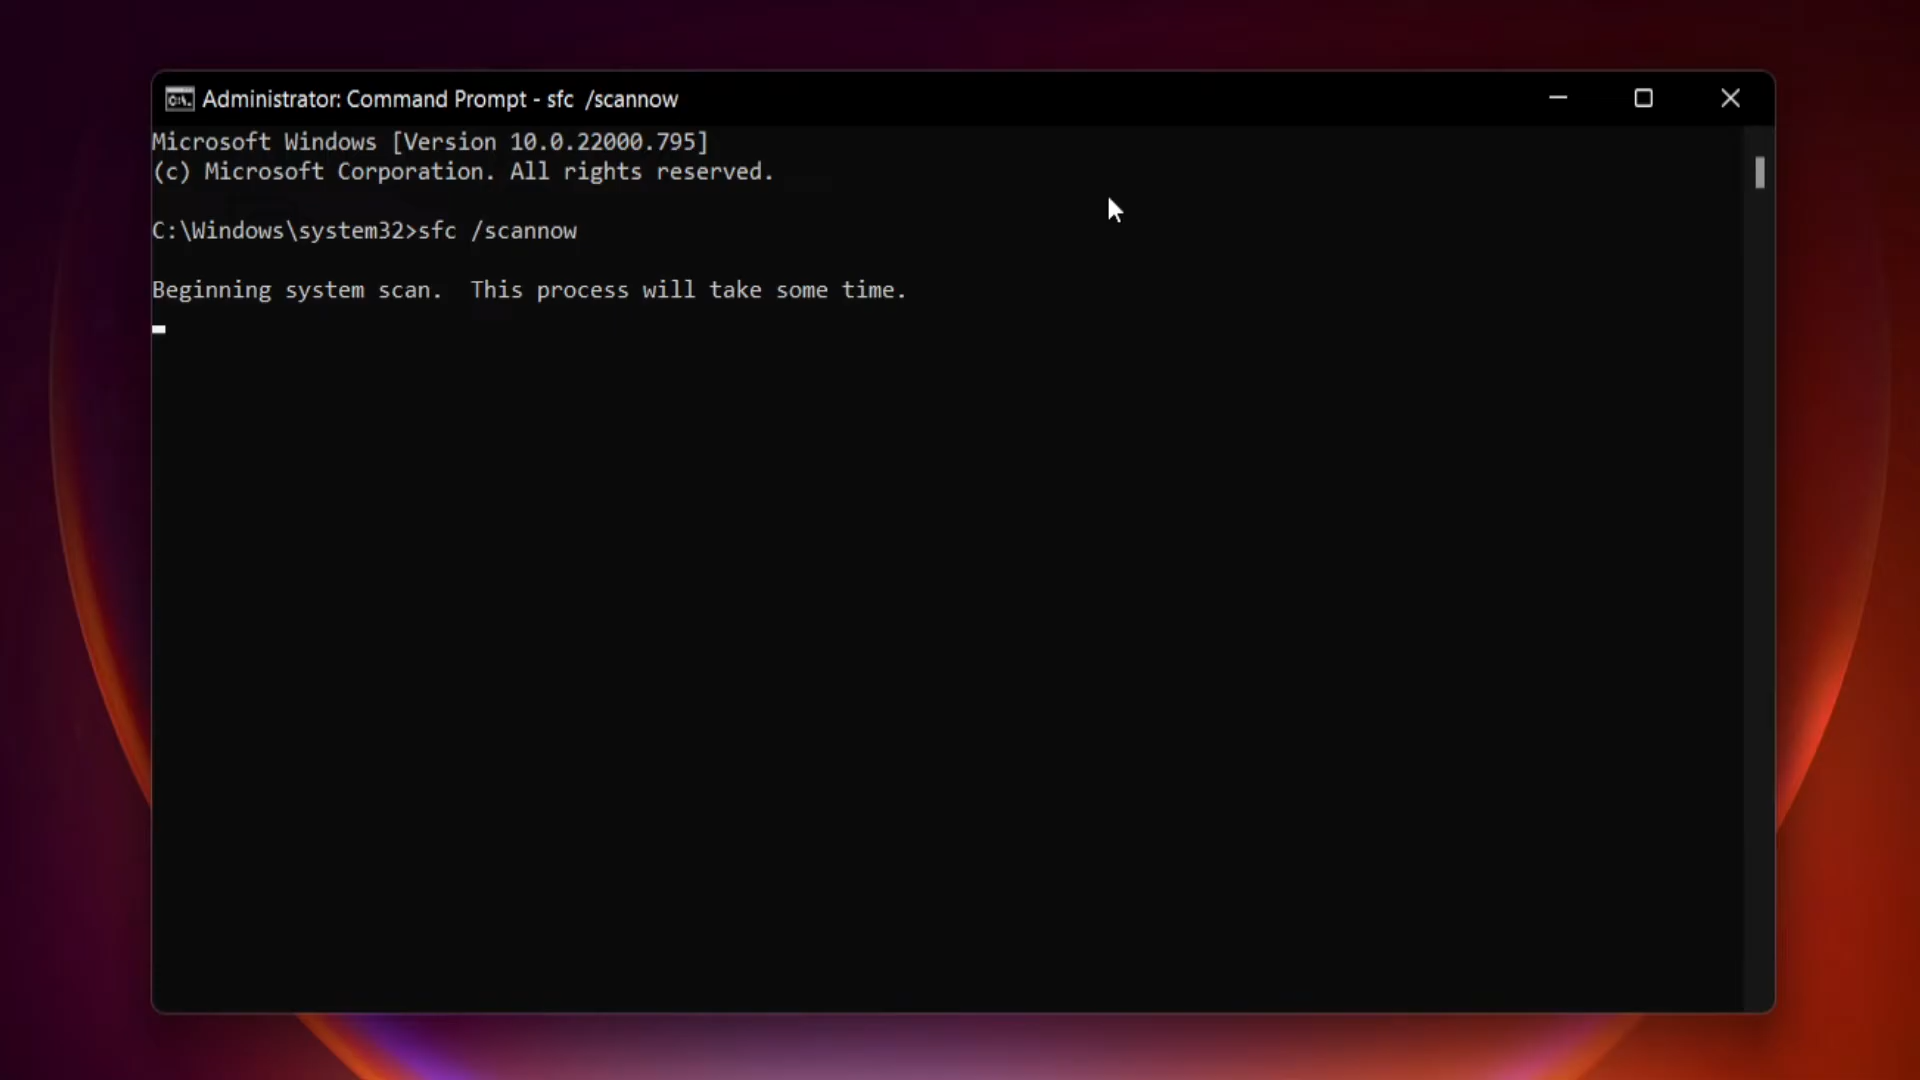 Administrator: Command Prompt - sfc  /scannow
Microsoft Windows [Version 10.0.22000.795]
(c) Microsoft Corporation. All rights reserved.
C:\Windows\system32>sfc /scannow
Beginning system scan.  This process will take some time.